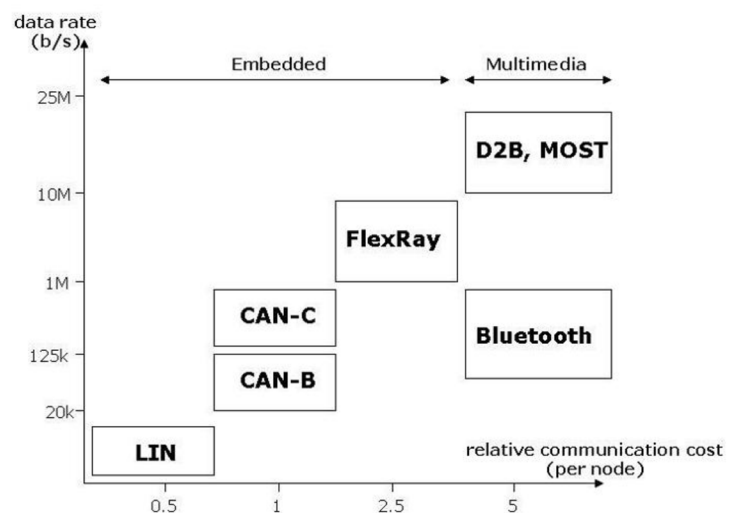 data rate
(b/s)
Embedded
Multimedia
25M
D2B, MOST
10M
FlexRay
1M
CAN-C
Bluetooth
125k
CAN-B
20k
LIN
relative communication cost
(per node)
0.5
1
2.5
5